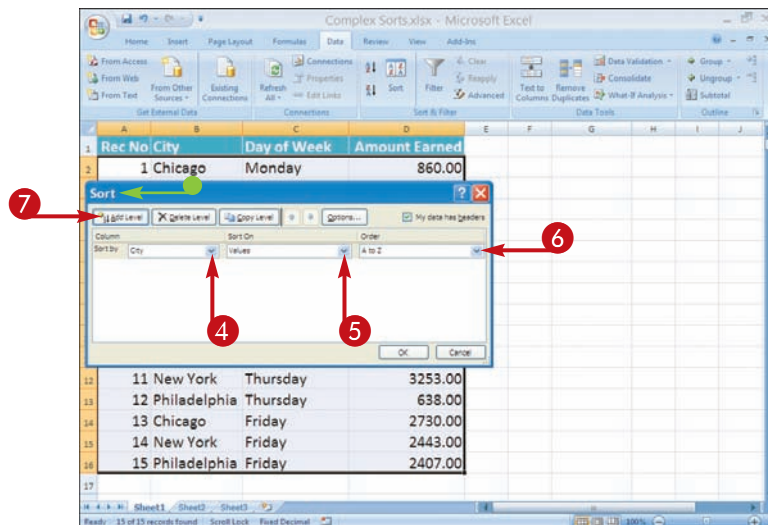 Complex Sorts.xlsx - Microsoft Excel
Home Insert Page Layout Formulas Data Review View Add-Ins
From Access
From Web
From Text
From Other Sources
Existing Connections
Get External Data
Refresh All
Connections
Properties
Edit Links
Connections
Sort
Filter
Clear
Reapply
Advanced
Sort & Filter
Text to Columns
Remove Duplicates
Data Validation
Consolidate
What-If Analysis
Data Tools
Group
Ungroup
Subtotal
Outline
A B C D E F G H I J
1 Rec No City Day of Week Amount Earned
2 1 Chicago Monday 860.00
Sort
7
Add Level Delete Level Copy Level Options... My data has headers
Column Sort On Order
Sort by City Values A to Z
6
4
5
OK Cancel
12 11 New York Thursday 3253.00
13 12 Philadelphia Thursday 638.00
14 13 Chicago Friday 2730.00
15 14 New York Friday 2443.00
16 15 Philadelphia Friday 2407.00
17
Sheet1 Sheet2 Sheet3
Ready 15 of 15 records found Scroll Lock Fixed Decimal 100%